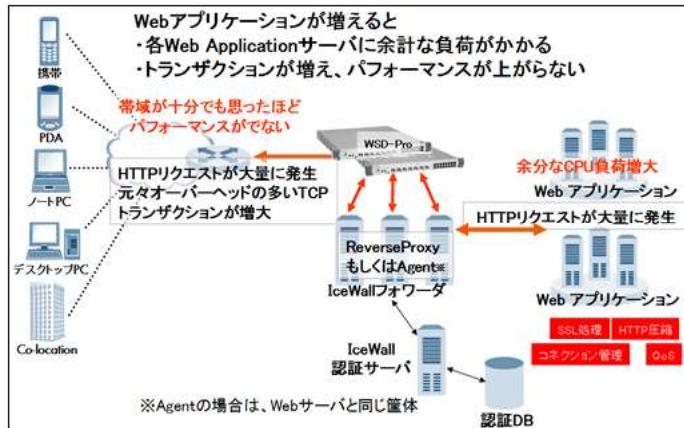 Webアプリケーションが増えると
・各Web Applicationサーバに余計な負荷がかかる
・トランザクションが増え、パフォーマンスが上がらない
携帯
PDA
ノートPC
デスクトップPC
Co-location
帯域が十分でも思ったほど
パフォーマンスがでない
HTTPリクエストが大量に発生
元々オーバーヘッドの多いTCP
トランザクションが増大
WSD-Pro
ReverseProxy
もしくはAgent※
IceWallフォワーダ
余分なCPU負荷増大
Web アプリケーション
HTTPリクエストが大量に発生
Web アプリケーション
SSL処理
HTTP圧縮
コネクション管理
QoS
IceWall
認証サーバ
認証DB
※Agentの場合は、Webサーバと同じ筐体